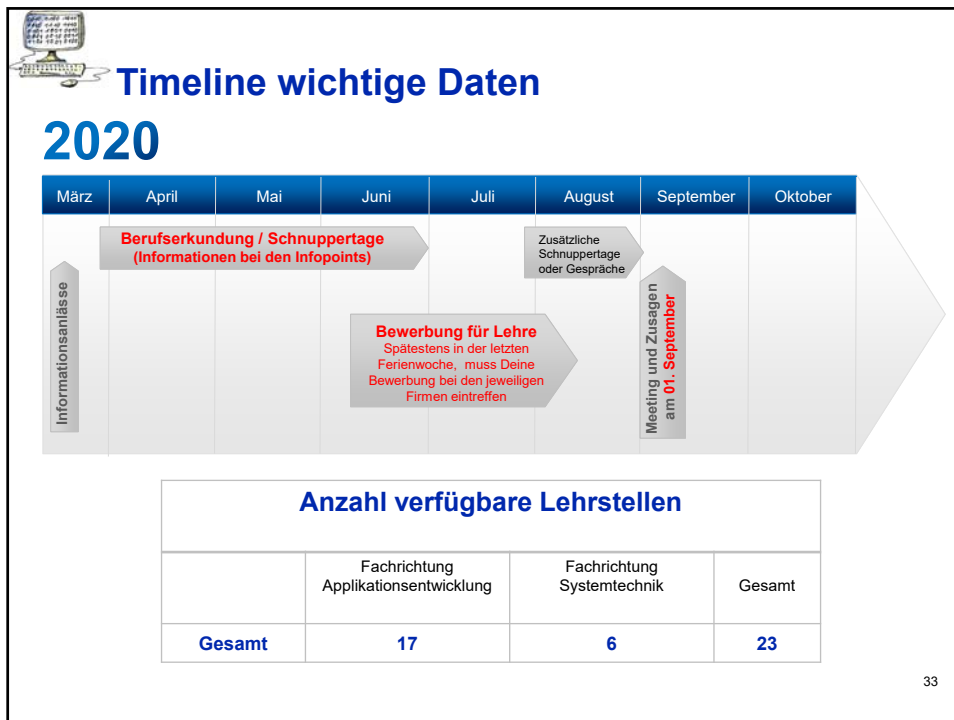 Timeline wichtige Daten
2020
März April Mai Juni Juli August September Oktober
Berufserkundung / Schnuppertage
(Informationen bei den Infopoints)
Zusätzliche
Schnuppertage
oder Gespräche
Informationsanlässe
Bewerbung für Lehre
Spätestens in der letzten
Ferienwoche, muss Deine
Bewerbung bei den jeweiligen
Firmen eintreffen
Meeting und Zusagen
am 01. September
Anzahl verfügbare Lehrstellen
Fachrichtung
Applikationsentwicklung
Fachrichtung
Systemtechnik
Gesamt
Gesamt 17 6 23
33